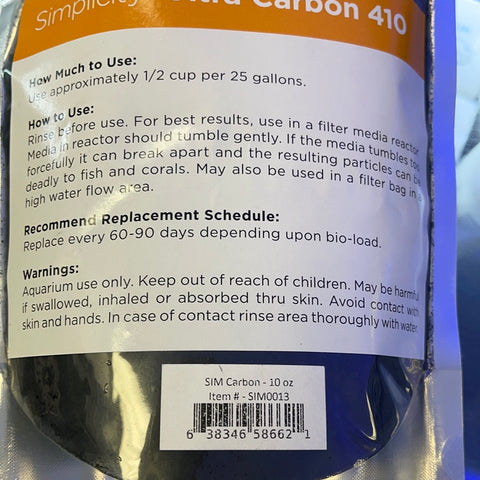 Simplicity Ultra Carbon 410
How Much to Use:
Use approximately 1/2 cup per 25 gallons.
How to Use:
Rinse before use. For best results, use in a filter media reactor.
Media in reactor should tumble gently. If the media tumbles too
forcefully it can break apart and the resulting particles can be
deadly to fish and corals. May also be used in a filter bag in a
high water flow area.
Recommend Replacement Schedule:
Replace every 60-90 days depending upon bio-load.
Warnings:
Aquarium use only. Keep out of reach of children. May be harmful
if swallowed, inhaled or absorbed thru skin. Avoid contact with
skin and hands. In case of contact rinse area thoroughly with water.
SIM Carbon - 10 oz
Item # - SIM0013
6 38346 58662 1